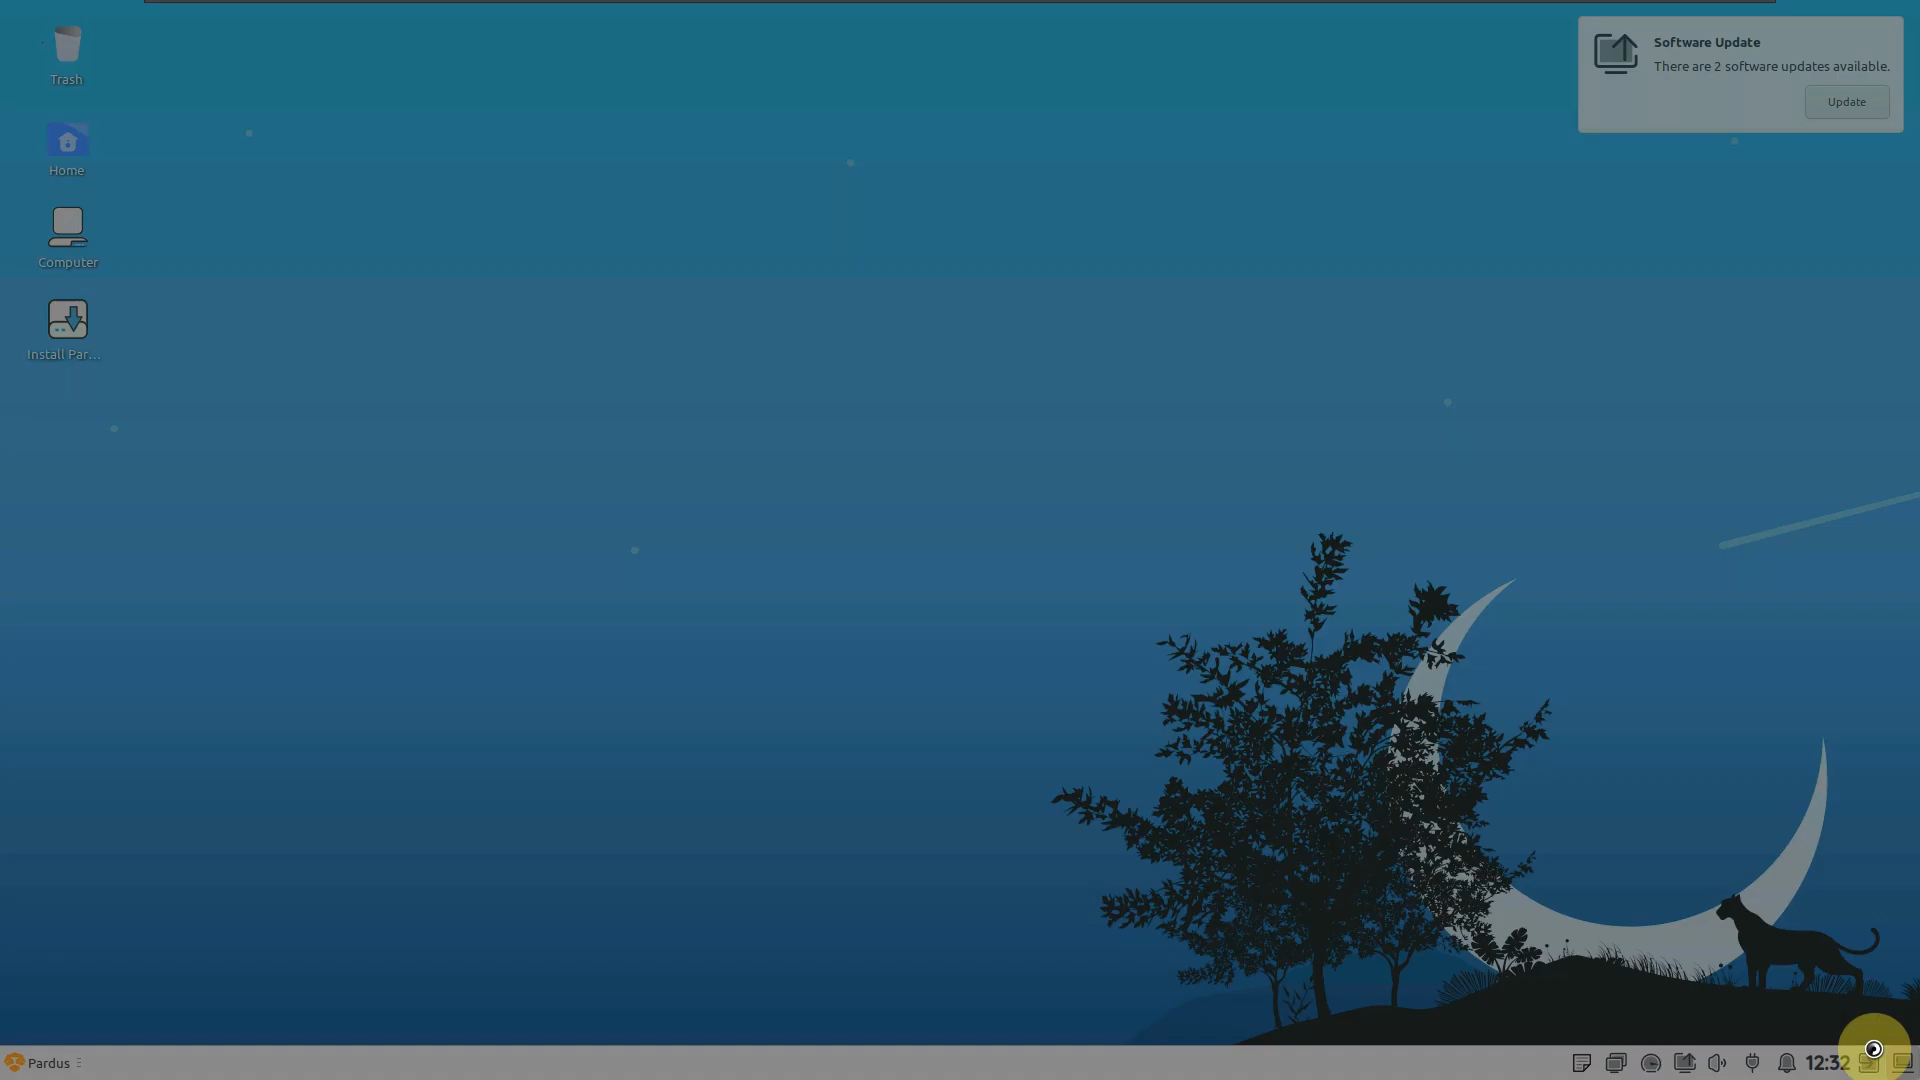 Trash
Home
Computer
Install Par...
Software Update
There are 2 software updates available.
Update
Pardus
12:32